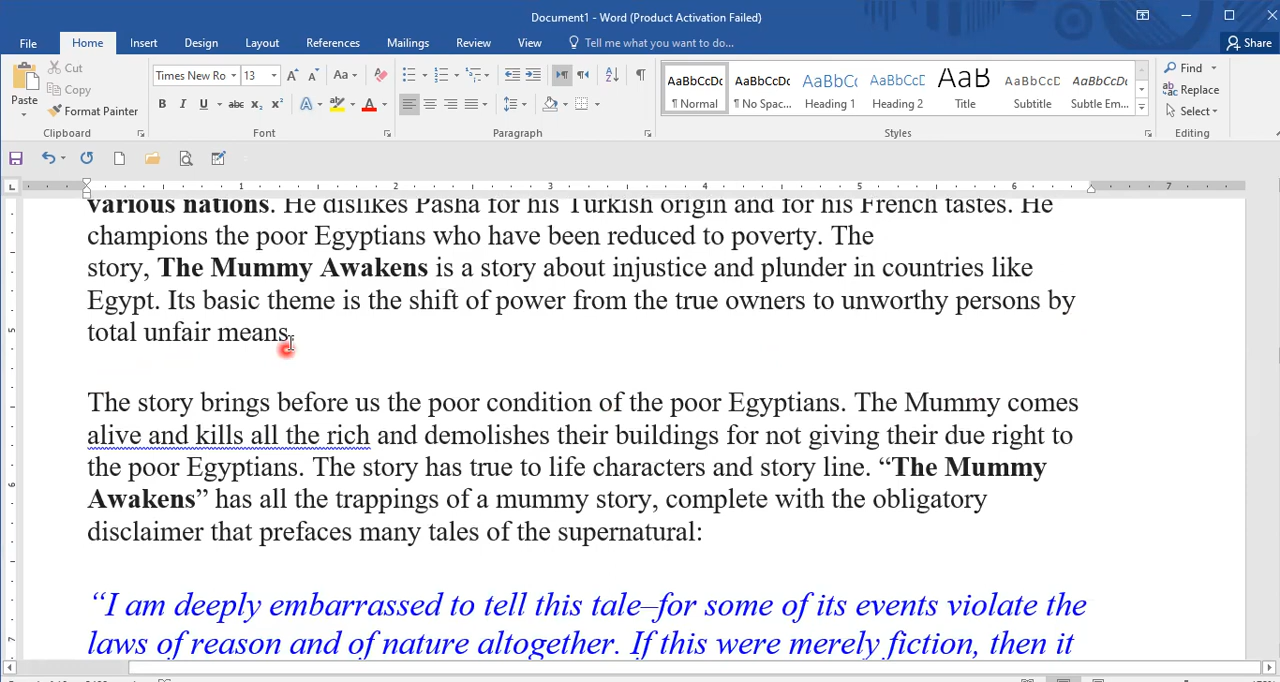 Document1 - Word (Product Activation Failed)
File Home Insert Design Layout References Mailings Review View Tell me what you want to do... Share
Paste Cut Copy Format Painter
Times New Ro 13 Aa
B I U abc x₂ x² A A
AaBbCcDc AaBbCcDc AaBbCc AaBbCcE AaB AaBbCcD AaBbCcDc
¶ Normal ¶ No Spac... Heading 1 Heading 2 Title Subtitle Subtle Em...
Find Replace Select
Clipboard Font Paragraph Styles Editing
1 2 3 4 5 6 7
various nations. He dislikes Pasha for his Turkish origin and for his French tastes. He
champions the poor Egyptians who have been reduced to poverty. The
story, The Mummy Awakens is a story about injustice and plunder in countries like
Egypt. Its basic theme is the shift of power from the true owners to unworthy persons by
total unfair means.
The story brings before us the poor condition of the poor Egyptians. The Mummy comes
alive and kills all the rich and demolishes their buildings for not giving their due right to
the poor Egyptians. The story has true to life characters and story line. “The Mummy
Awakens” has all the trappings of a mummy story, complete with the obligatory
disclaimer that prefaces many tales of the supernatural:
“I am deeply embarrassed to tell this tale–for some of its events violate the
laws of reason and of nature altogether. If this were merely fiction, then it